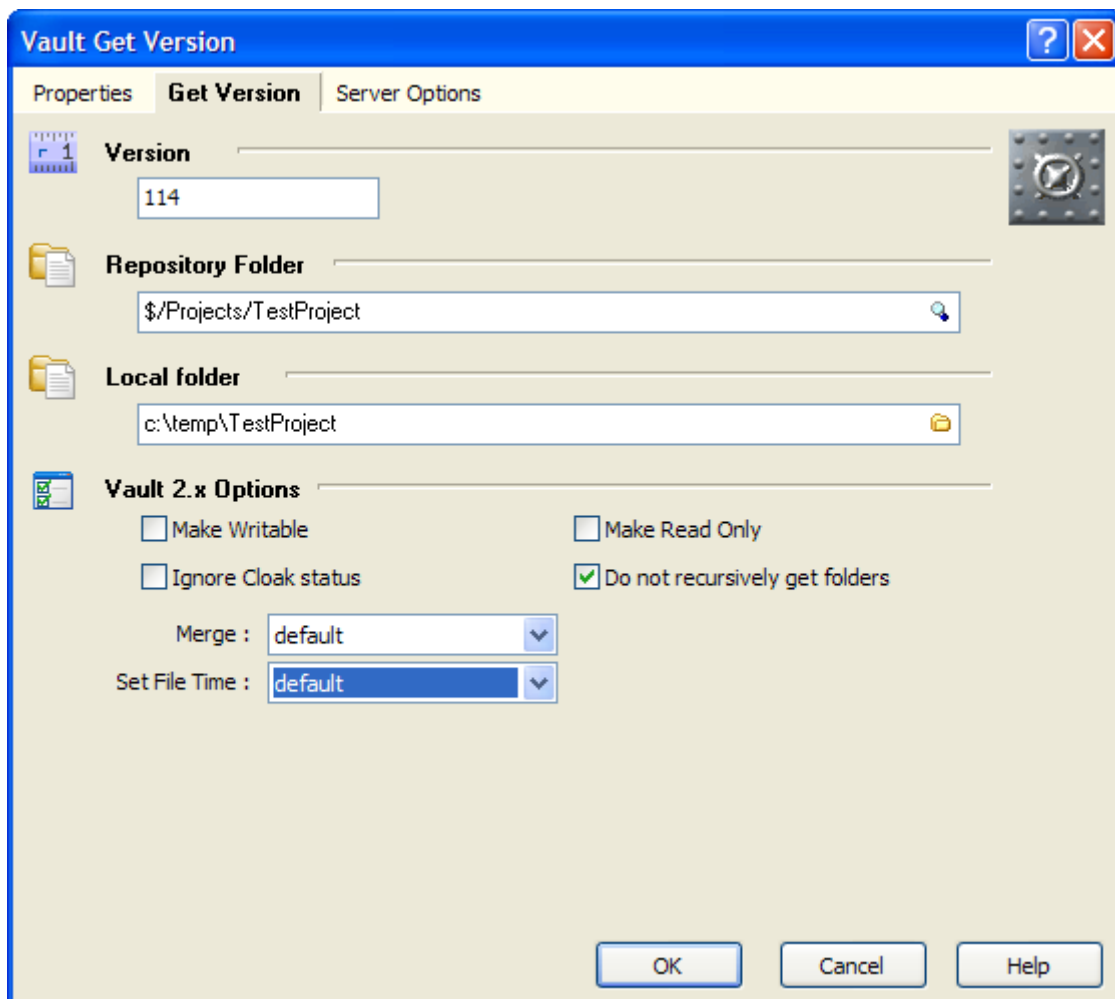 Vault Get Version
Properties Get Version Server Options
r 1
Version
114
Repository Folder
$/Projects/TestProject
Local folder
c:\temp\TestProject
Vault 2.x Options
Make Writable Make Read Only
Ignore Cloak status Do not recursively get folders
Merge : default
Set File Time : default
OK Cancel Help